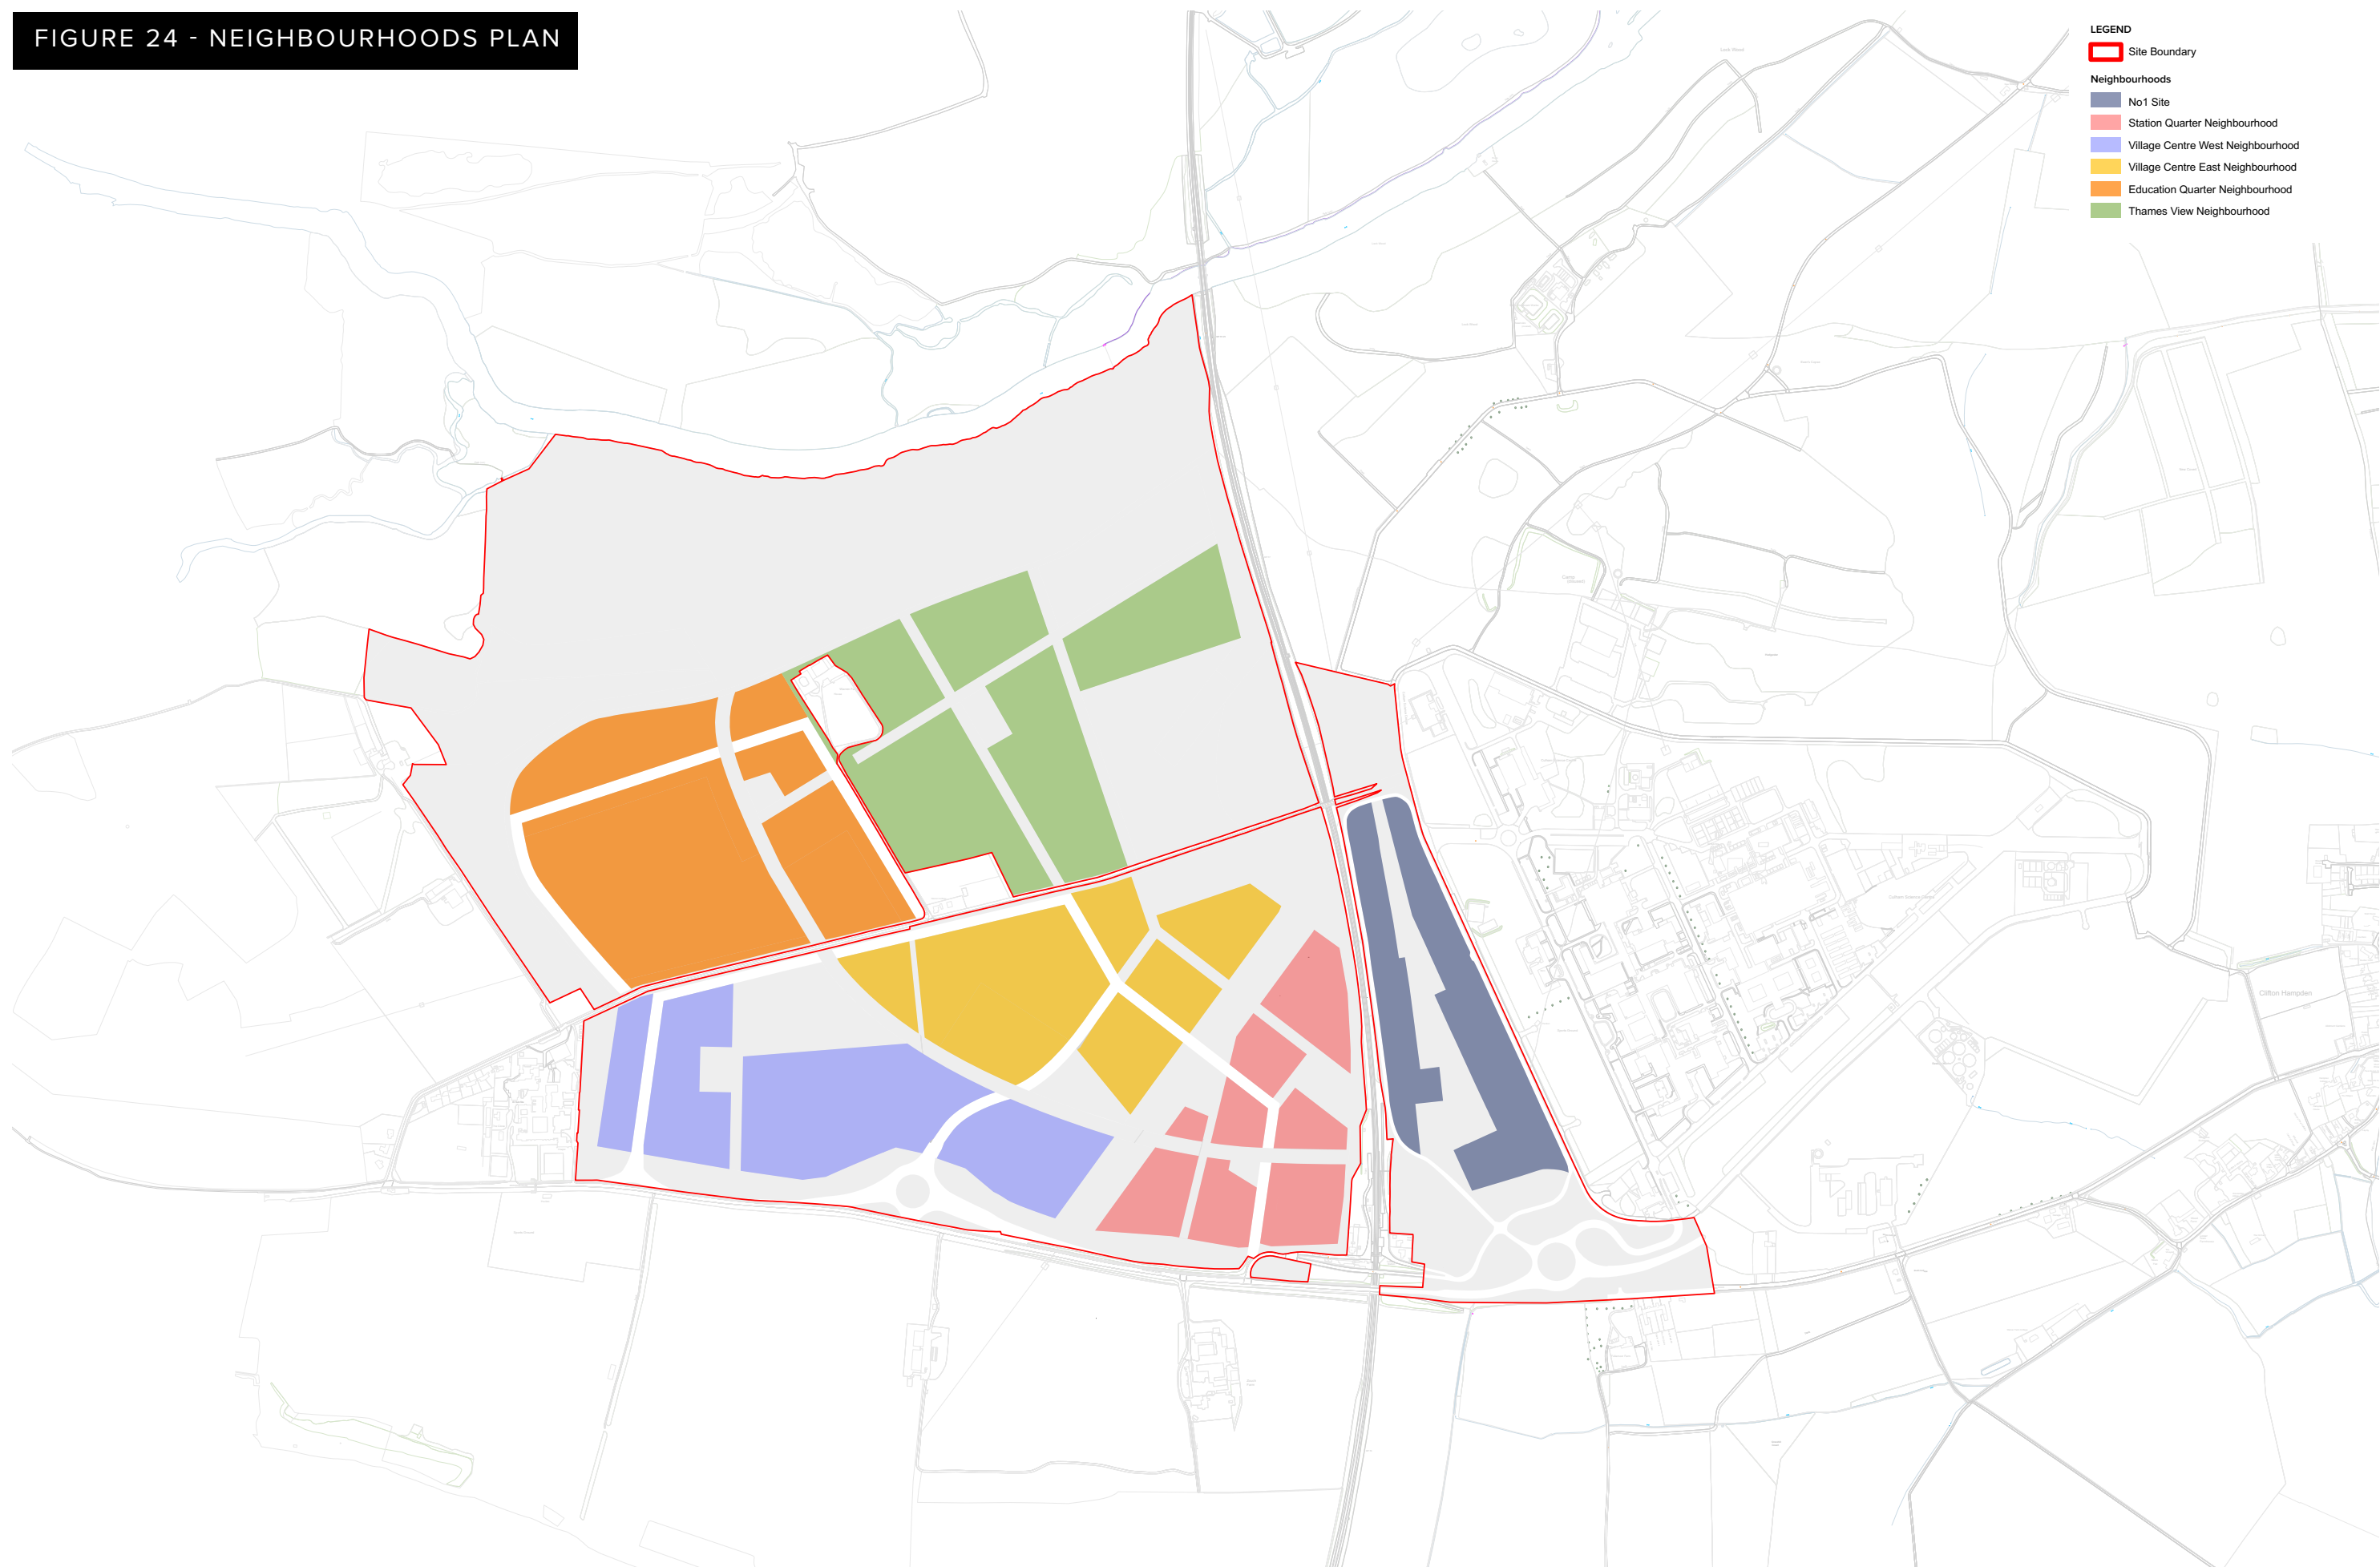 FIGURE 24 - NEIGHBOURHOODS PLAN
LEGEND
Site Boundary
Neighbourhoods
No1 Site
Station Quarter Neighbourhood
Village Centre West Neighbourhood
Village Centre East Neighbourhood
Education Quarter Neighbourhood
Thames View Neighbourhood
Clifton Hampden